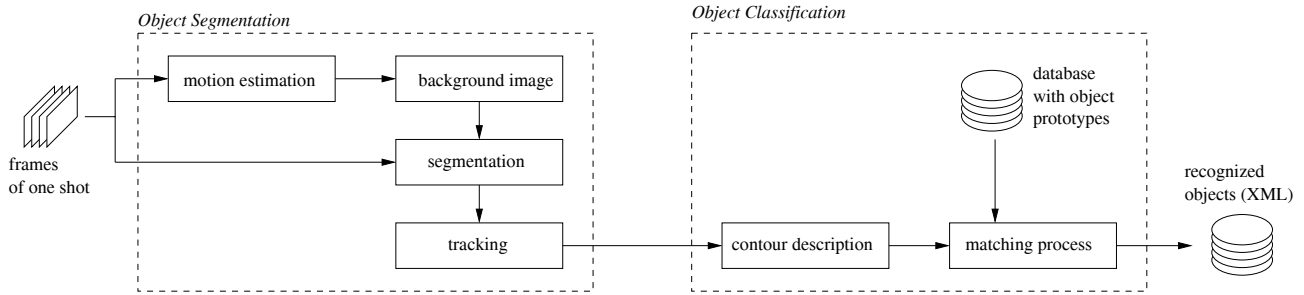 Object Segmentation
Object Classification
motion estimation
background image
database
with object
prototypes
frames
of one shot
segmentation
recognized
objects (XML)
tracking
contour description
matching process